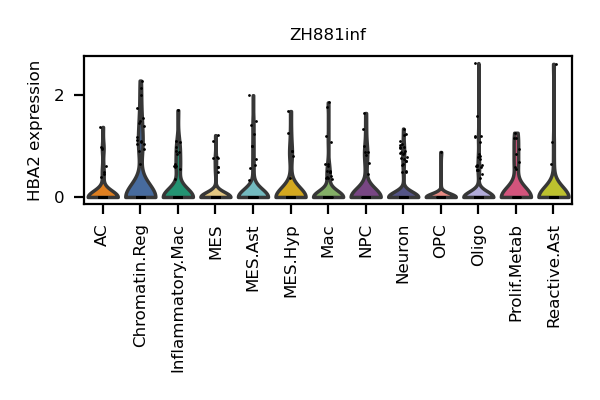 ZH881inf
HBA2 expression
2
0
AC
Chromatin.Reg
Inflammatory.Mac
MES
MES.Ast
MES.Hyp
Mac
NPC
Neuron
OPC
Oligo
Prolif.Metab
Reactive.Ast